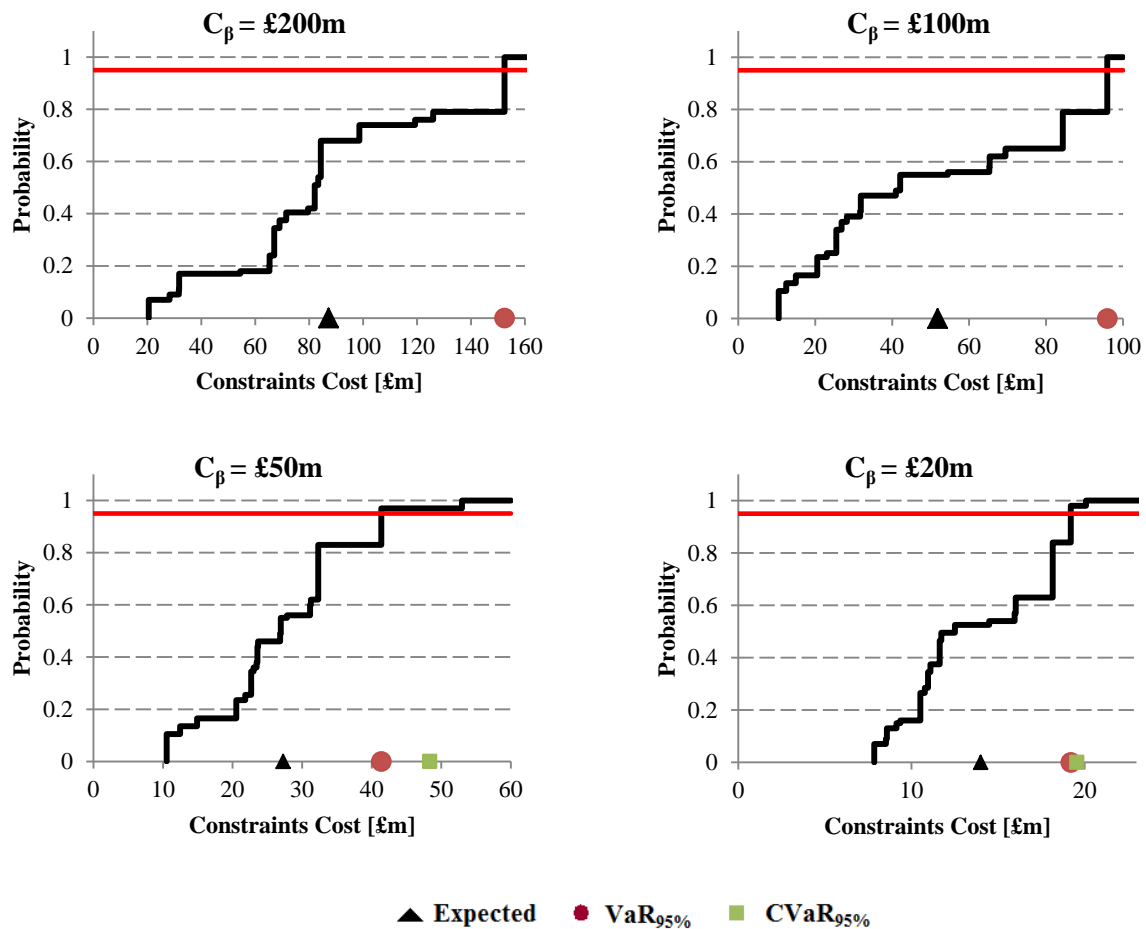 Cβ = £200m
Probability
1
0.8
0.6
0.4
0.2
0
0 20 40 60 80 100 120 140 160
Constraints Cost [£m]
Cβ = £100m
Probability
1
0.8
0.6
0.4
0.2
0
0 20 40 60 80 100
Constraints Cost [£m]
Cβ = £50m
Probability
1
0.8
0.6
0.4
0.2
0
0 10 20 30 40 50 60
Constraints Cost [£m]
Cβ = £20m
Probability
1
0.8
0.6
0.4
0.2
0
0 10 20
Constraints Cost [£m]
Expected VaR95% CVaR95%